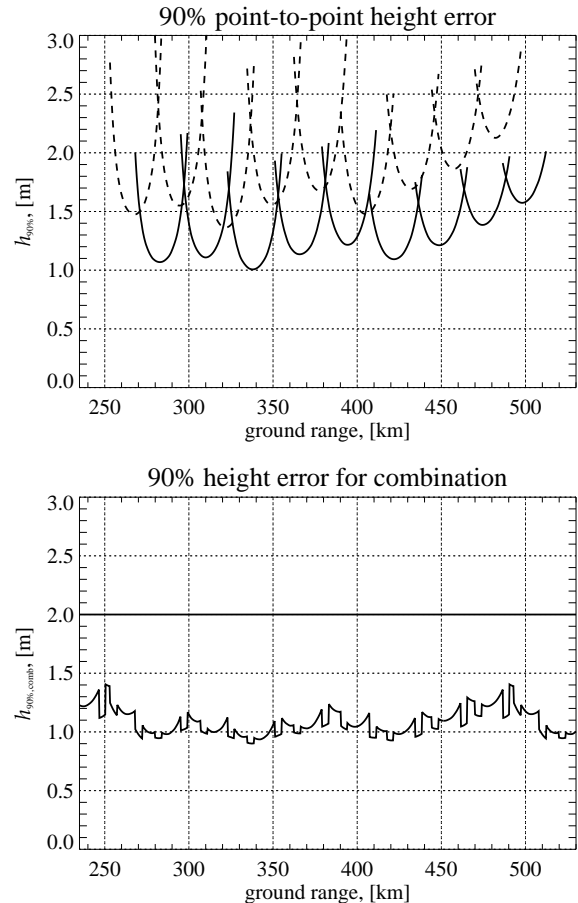 90% point-to-point height error
3.0
2.5
2.0
1.5
1.0
0.5
0.0
h90%, [m]
250 300 350 400 450 500
ground range, [km]
90% height error for combination
3.0
2.5
2.0
1.5
1.0
0.5
0.0
h90%,comb, [m]
250 300 350 400 450 500
ground range, [km]